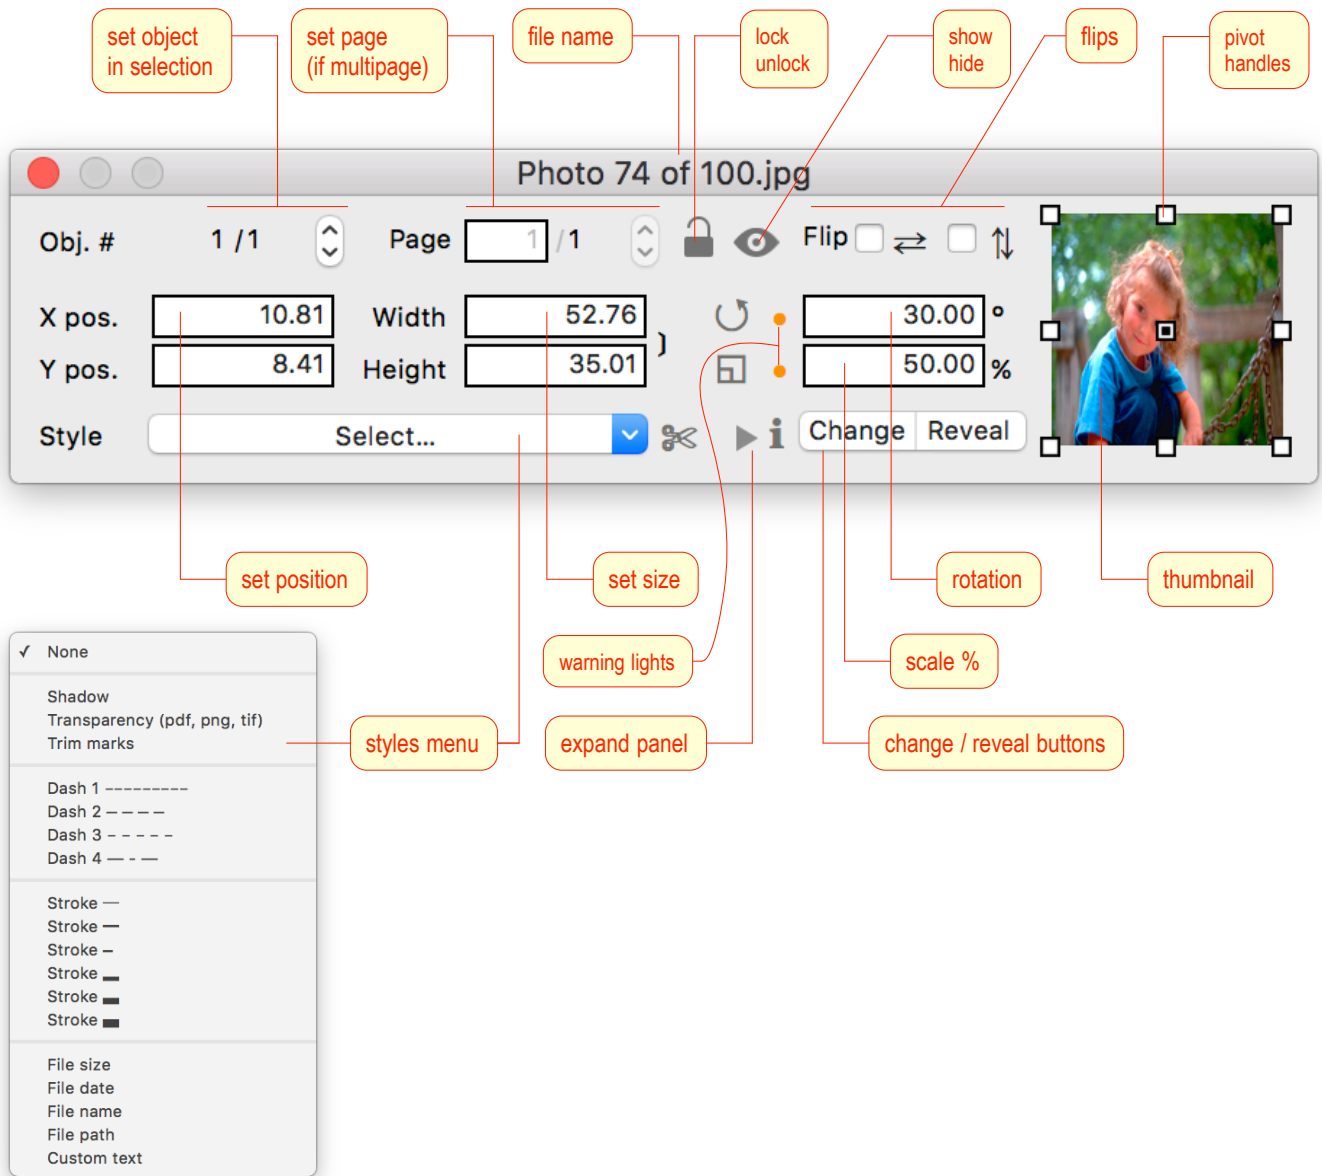 set object
in selection
set page
(if multipage)
file name
lock
unlock
show
hide
flips
pivot
handles
Photo 74 of 100.jpg
Obj. # 1 /1 Page 1 / 1 Flip
X pos. 10.81 Width 52.76 30.00 °
Y pos. 8.41 Height 35.01 50.00 %
Style Select... i Change Reveal
set position
set size
rotation
thumbnail
warning lights
scale %
styles menu
expand panel
change / reveal buttons
✓ None
Shadow
Transparency (pdf, png, tif)
Trim marks
Dash 1 ---------
Dash 2 — — — —
Dash 3 – – – – –
Dash 4 — - —
Stroke
Stroke
Stroke
Stroke
Stroke
Stroke
File size
File date
File name
File path
Custom text